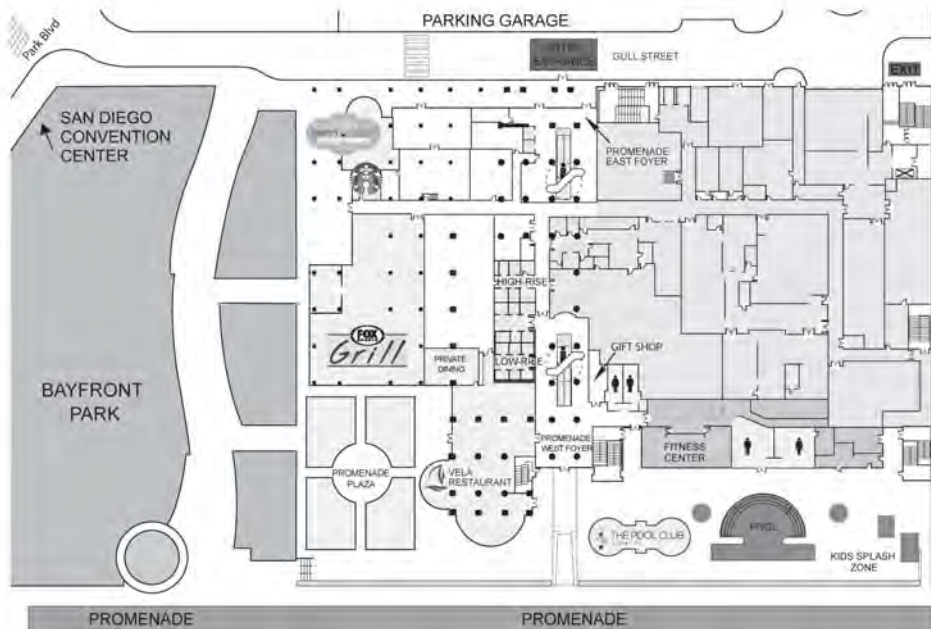 PARKING GARAGE
Park Blvd
HOTEL
ENTRANCE
GULL STREET
EXIT
SAN DIEGO
CONVENTION
CENTER
PROMENADE
EAST FOYER
HIGH-RISE
FOX
Grill
PRIVATE
DINING
LOW-RISE
GIFT SHOP
BAYFRONT
PARK
PROMENADE
WEST FOYER
FITNESS
CENTER
PROMENADE
PLAZA
VELA
RESTAURANT
THE POOL CLUB
POOL
KIDS SPLASH
ZONE
PROMENADE
PROMENADE